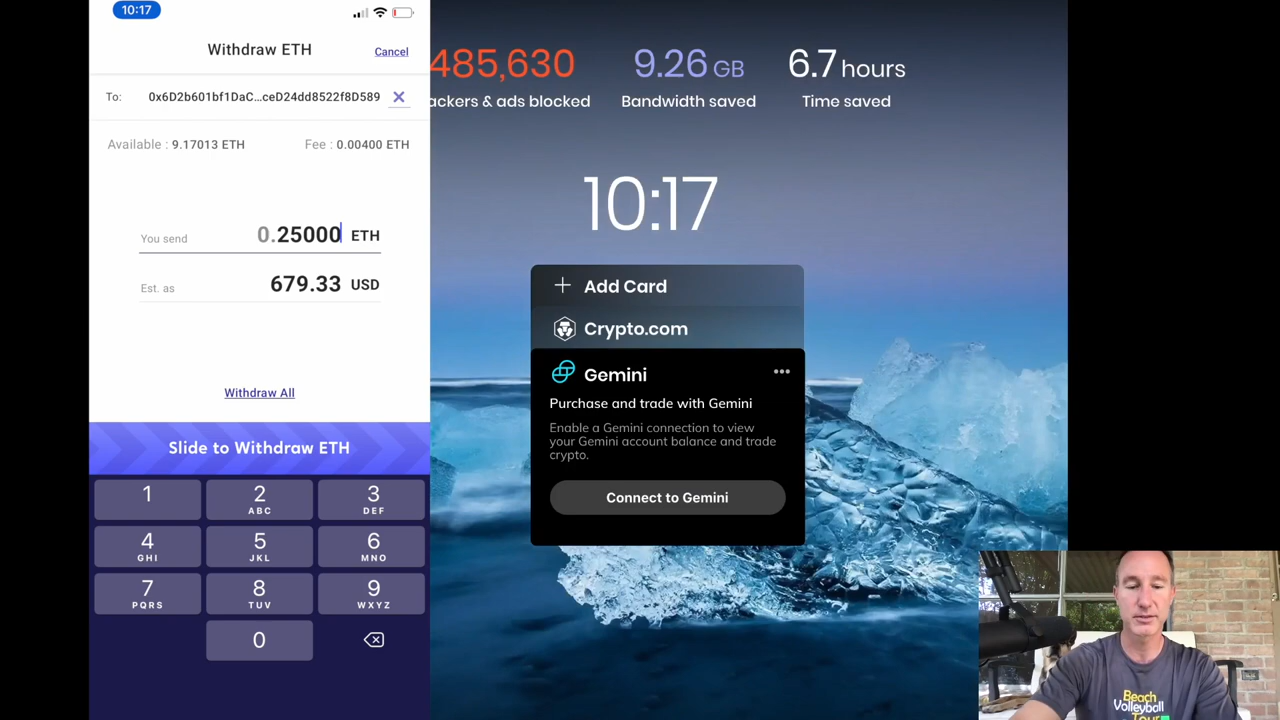 10:17
Withdraw ETH
Cancel
To: 0x6D2b601bf1DaC...ceD24dd8522f8D589
Available : 9.17013 ETH Fee : 0.00400 ETH
You send 0.25000 ETH
Est. as 679.33 USD
Withdraw All
Slide to Withdraw ETH
1
2 ABC
3 DEF
4 GHI
5 JKL
6 MNO
7 PQRS
8 TUV
9 WXYZ
0
485,630
ackers & ads blocked
9.26 GB
Bandwidth saved
6.7 hours
Time saved
10:17
Add Card
Crypto.com
Gemini
Purchase and trade with Gemini
Enable a Gemini connection to view
your Gemini account balance and trade
crypto.
Connect to Gemini
Beach
Volleyball
Tour